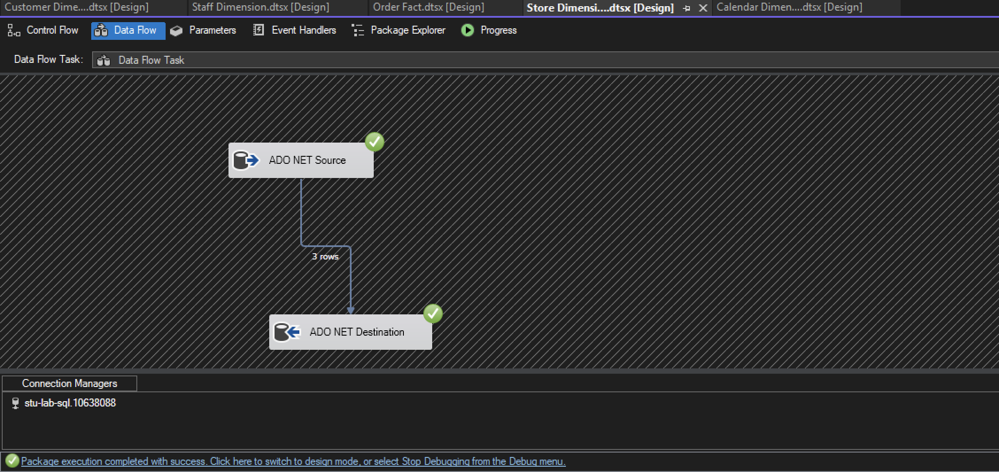 Customer Dime....dtsx [Design]
Staff Dimension.dtsx [Design]
Order Fact.dtsx [Design]
Store Dimensi....dtsx [Design]
Calendar Dimen....dtsx [Design]
Control Flow
Data Flow
Parameters
Event Handlers
Package Explorer
Progress
Data Flow Task:
Data Flow Task
ADO NET Source
3 rows
ADO NET Destination
Connection Managers
stu-lab-sql.10638088
Package execution completed with success. Click here to switch to design mode, or select Stop Debugging from the Debug menu.